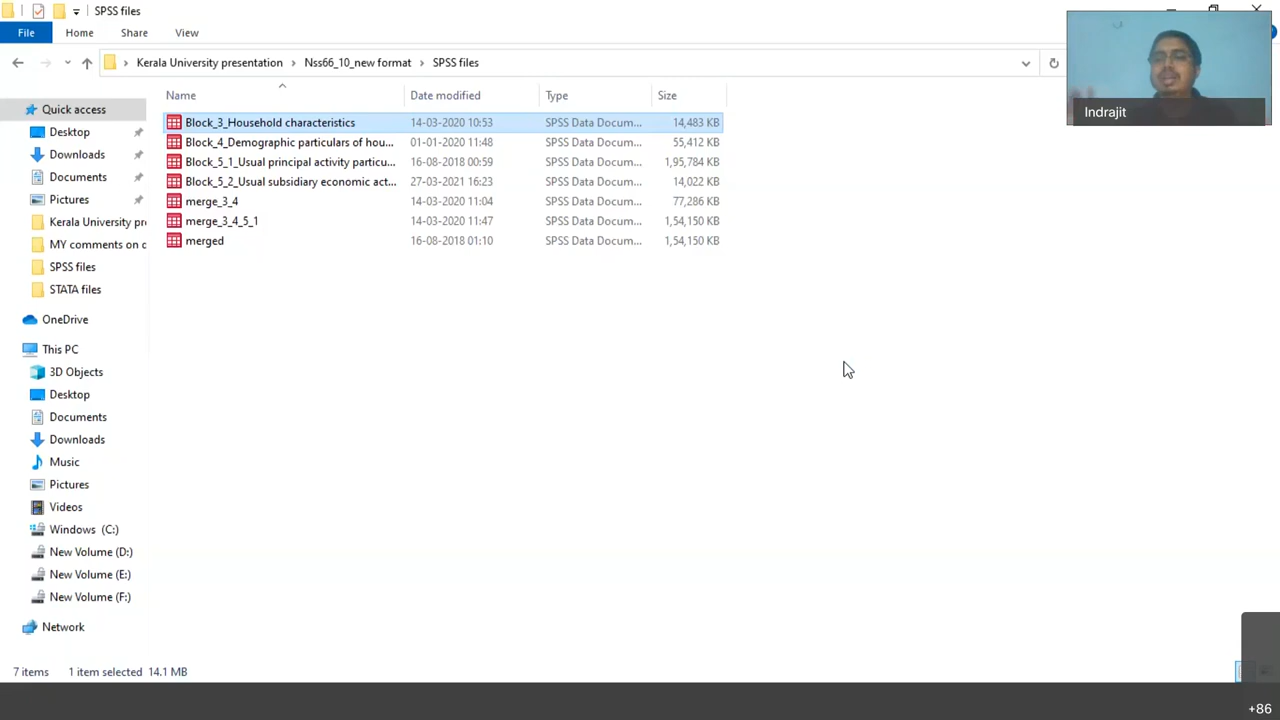 SPSS files
File Home Share View
Kerala University presentation Nss66_10_new format SPSS files
Indrajit
Name Date modified Type Size
Quick access
Desktop
Downloads
Documents
Pictures
Kerala University pr
MY comments on c
SPSS files
STATA files
OneDrive
This PC
3D Objects
Desktop
Documents
Downloads
Music
Pictures
Videos
Windows (C:)
New Volume (D:)
New Volume (E:)
New Volume (F:)
Network
Block_3_Household characteristics 14-03-2020 10:53 SPSS Data Docum... 14,483 KB
Block_4_Demographic particulars of hou... 01-01-2020 11:48 SPSS Data Docum... 55,412 KB
Block_5_1_Usual principal activity particu... 16-08-2018 00:59 SPSS Data Docum... 1,95,784 KB
Block_5_2_Usual subsidiary economic act... 27-03-2021 16:23 SPSS Data Docum... 14,022 KB
merge_3_4 14-03-2020 11:04 SPSS Data Docum... 77,286 KB
merge_3_4_5_1 14-03-2020 11:47 SPSS Data Docum... 1,54,150 KB
merged 16-08-2018 01:10 SPSS Data Docum... 1,54,150 KB
7 items 1 item selected 14.1 MB
+86